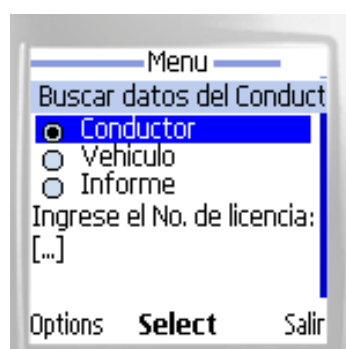 Menu
Buscar datos del Conduct
Conductor
Vehiculo
Informe
Ingrese el No. de licencia:
[...]
Options Select Salir